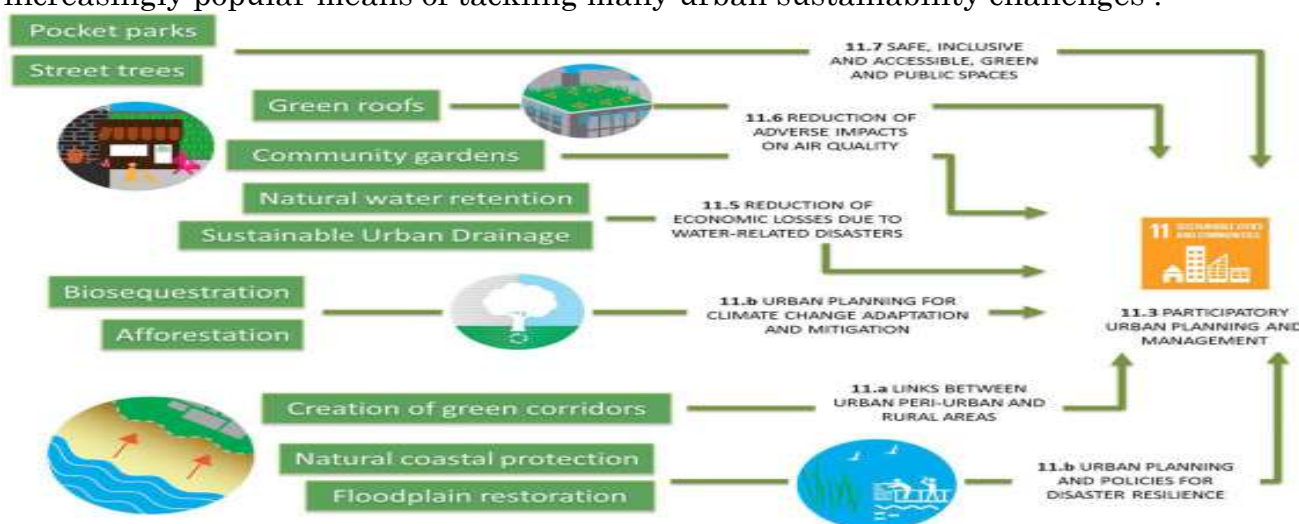 increasingly popular means of tackling many urban sustainability challenges .
Pocket parks
Street trees
11.7 SAFE, INCLUSIVE
AND ACCESSIBLE, GREEN
AND PUBLIC SPACES
Green roofs
Community gardens
11.6 REDUCTION OF
ADVERSE IMPACTS
ON AIR QUALITY
Natural water retention
Sustainable Urban Drainage
11.5 REDUCTION OF
ECONOMIC LOSSES DUE TO
WATER-RELATED DISASTERS
11 SUSTAINABLE CITIES
AND COMMUNITIES
Biosequestration
Afforestation
11.b URBAN PLANNING FOR
CLIMATE CHANGE ADAPTATION
AND MITIGATION
11.3 PARTICIPATORY
URBAN PLANNING AND
MANAGEMENT
Creation of green corridors
11.a LINKS BETWEEN
URBAN PERI-URBAN AND
RURAL AREAS
Natural coastal protection
Floodplain restoration
11.b URBAN PLANNING
AND POLICIES FOR
DISASTER RESILIENCE